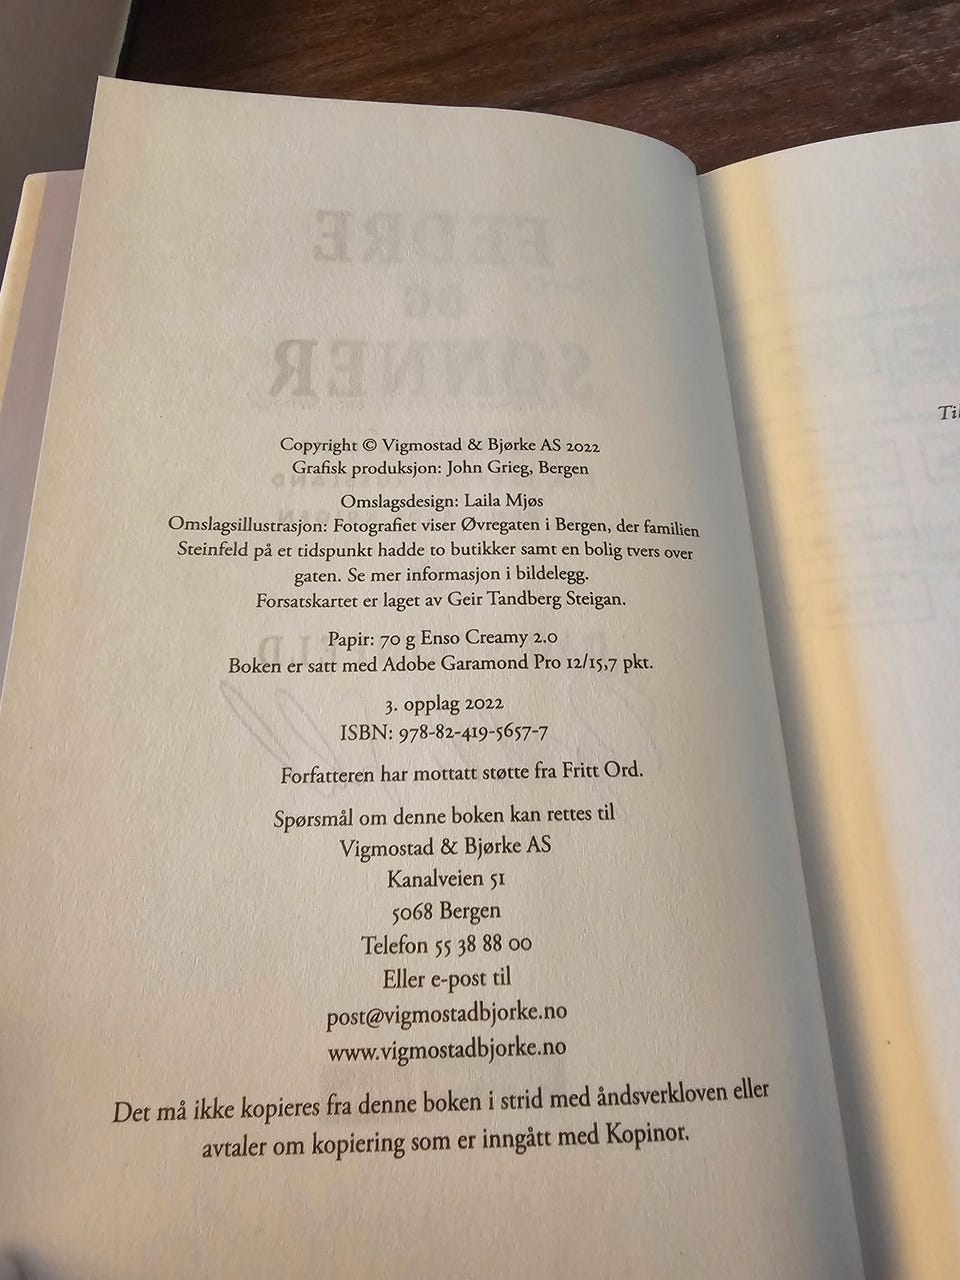 FEDRE
OG
SØNNER
Copyright © Vigmostad & Bjørke AS 2022
Grafisk produksjon: John Grieg, Bergen
Omslagsdesign: Laila Mjøs
Omslagsillustrasjon: Fotografiet viser Øvregaten i Bergen, der familien
Steinfeld på et tidspunkt hadde to butikker samt en bolig tvers over
gaten. Se mer informasjon i bildelegg.
Forsatskartet er laget av Geir Tandberg Steigan.
Papir: 70 g Enso Creamy 2.0
Boken er satt med Adobe Garamond Pro 12/15,7 pkt.
3. opplag 2022
ISBN: 978-82-419-5657-7
Forfatteren har mottatt støtte fra Fritt Ord.
Spørsmål om denne boken kan rettes til
Vigmostad & Bjørke AS
Kanalveien 51
5068 Bergen
Telefon 55 38 88 00
Eller e-post til
post@vigmostadbjorke.no
www.vigmostadbjorke.no
Det må ikke kopieres fra denne boken i strid med åndsverkloven eller
avtaler om kopiering som er inngått med Kopinor.